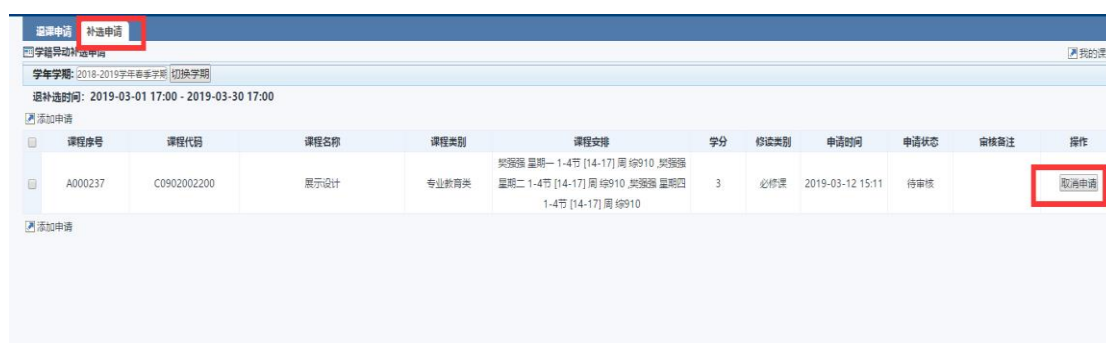 退课申请 补选申请
学籍异动补选申请 我的课
学年学期: 2018-2019学年春季学期 切换学期
退补选时间: 2019-03-01 17:00 - 2019-03-30 17:00
添加申请
课程序号 课程代码 课程名称 课程类别 课程安排 学分 修读类别 申请时间 申请状态 审核备注 操作
樊强强 星期一 1-4节 [14-17] 周 综910 ,樊强强
A000237 C0902002200 展示设计 专业教育类 星期二 1-4节 [14-17] 周 综910 ,樊强强 星期四 3 必修课 2019-03-12 15:11 待审核 取消申请
1-4节 [14-17] 周 综910
添加申请